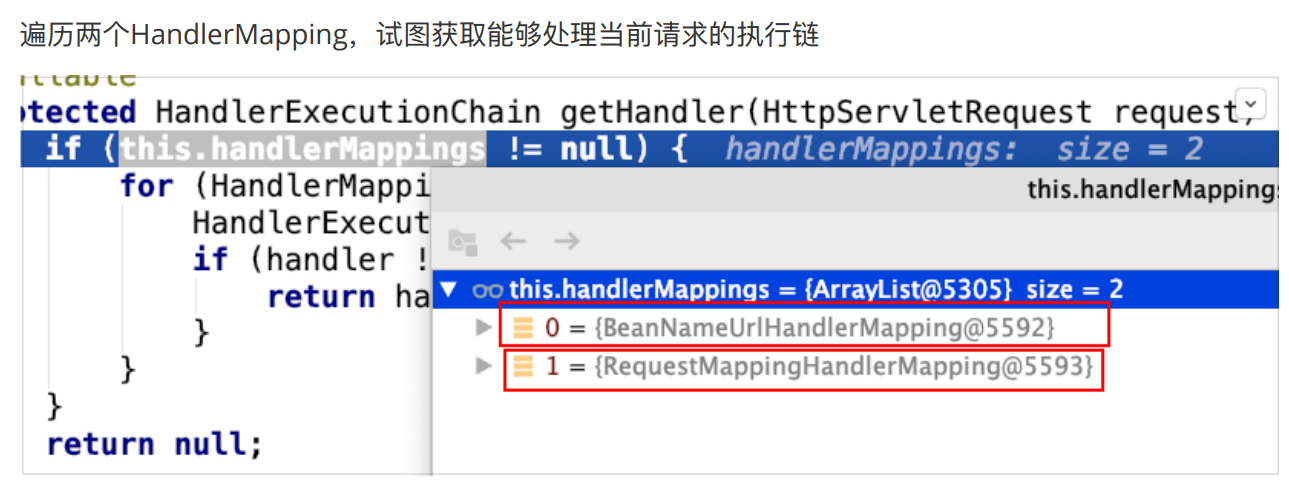 遍历两个HandlerMapping，试图获取能够处理当前请求的执行链
otected HandlerExecutionChain getHandler(HttpServletRequest request,
if (this.handlerMappings != null) { handlerMappings: size = 2
for (HandlerMappi
this.handlerMappings
HandlerExecut
if (handler !
return ha
}
}
}
return null;
this.handlerMappings = {ArrayList@5305} size = 2
0 = {BeanNameUrlHandlerMapping@5592}
1 = {RequestMappingHandlerMapping@5593}